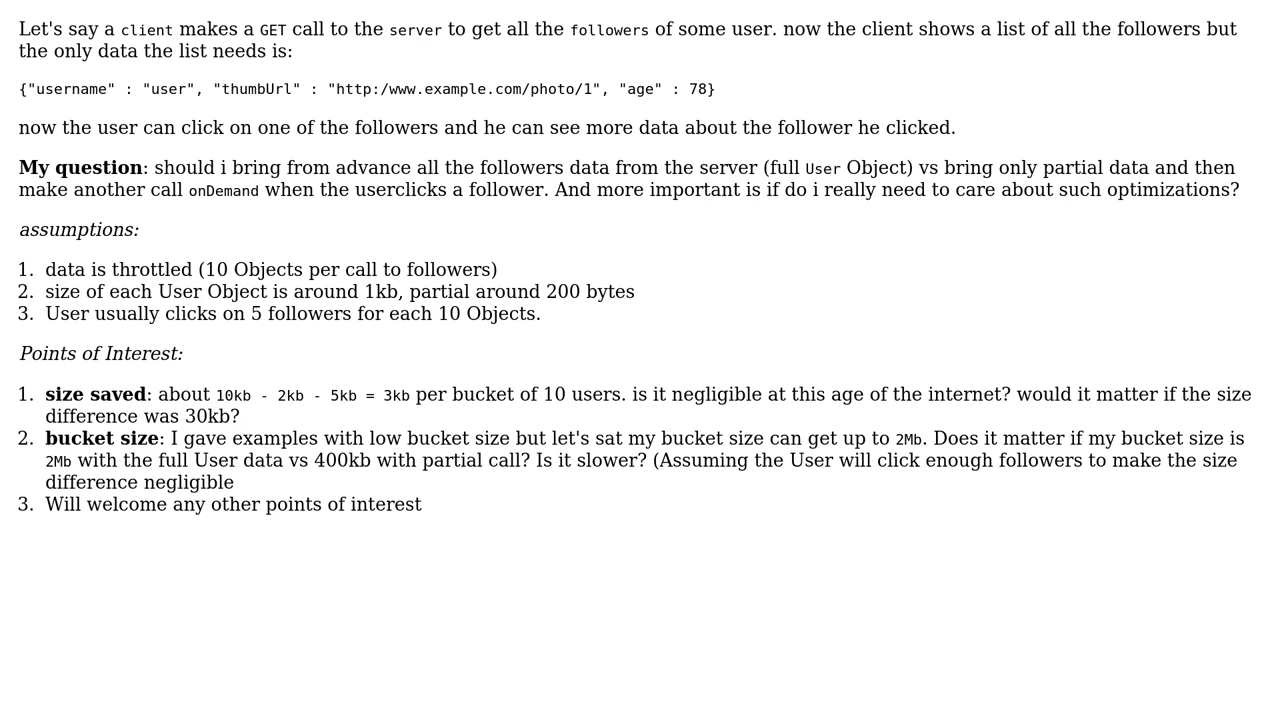 Let's say a client makes a GET call to the server to get all the followers of some user. now the client shows a list of all the followers but
the only data the list needs is:
{"username" : "user", "thumbUrl" : "http:/www.example.com/photo/1", "age" : 78}
now the user can click on one of the followers and he can see more data about the follower he clicked.
My question: should i bring from advance all the followers data from the server (full User Object) vs bring only partial data and then
make another call onDemand when the userclicks a follower. And more important is if do i really need to care about such optimizations?
assumptions:
1. data is throttled (10 Objects per call to followers)
2. size of each User Object is around 1kb, partial around 200 bytes
3. User usually clicks on 5 followers for each 10 Objects.
Points of Interest:
1. size saved: about 10kb - 2kb - 5kb = 3kb per bucket of 10 users. is it negligible at this age of the internet? would it matter if the size
difference was 30kb?
2. bucket size: I gave examples with low bucket size but let's sat my bucket size can get up to 2Mb. Does it matter if my bucket size is
2Mb with the full User data vs 400kb with partial call? Is it slower? (Assuming the User will click enough followers to make the size
difference negligible
3. Will welcome any other points of interest